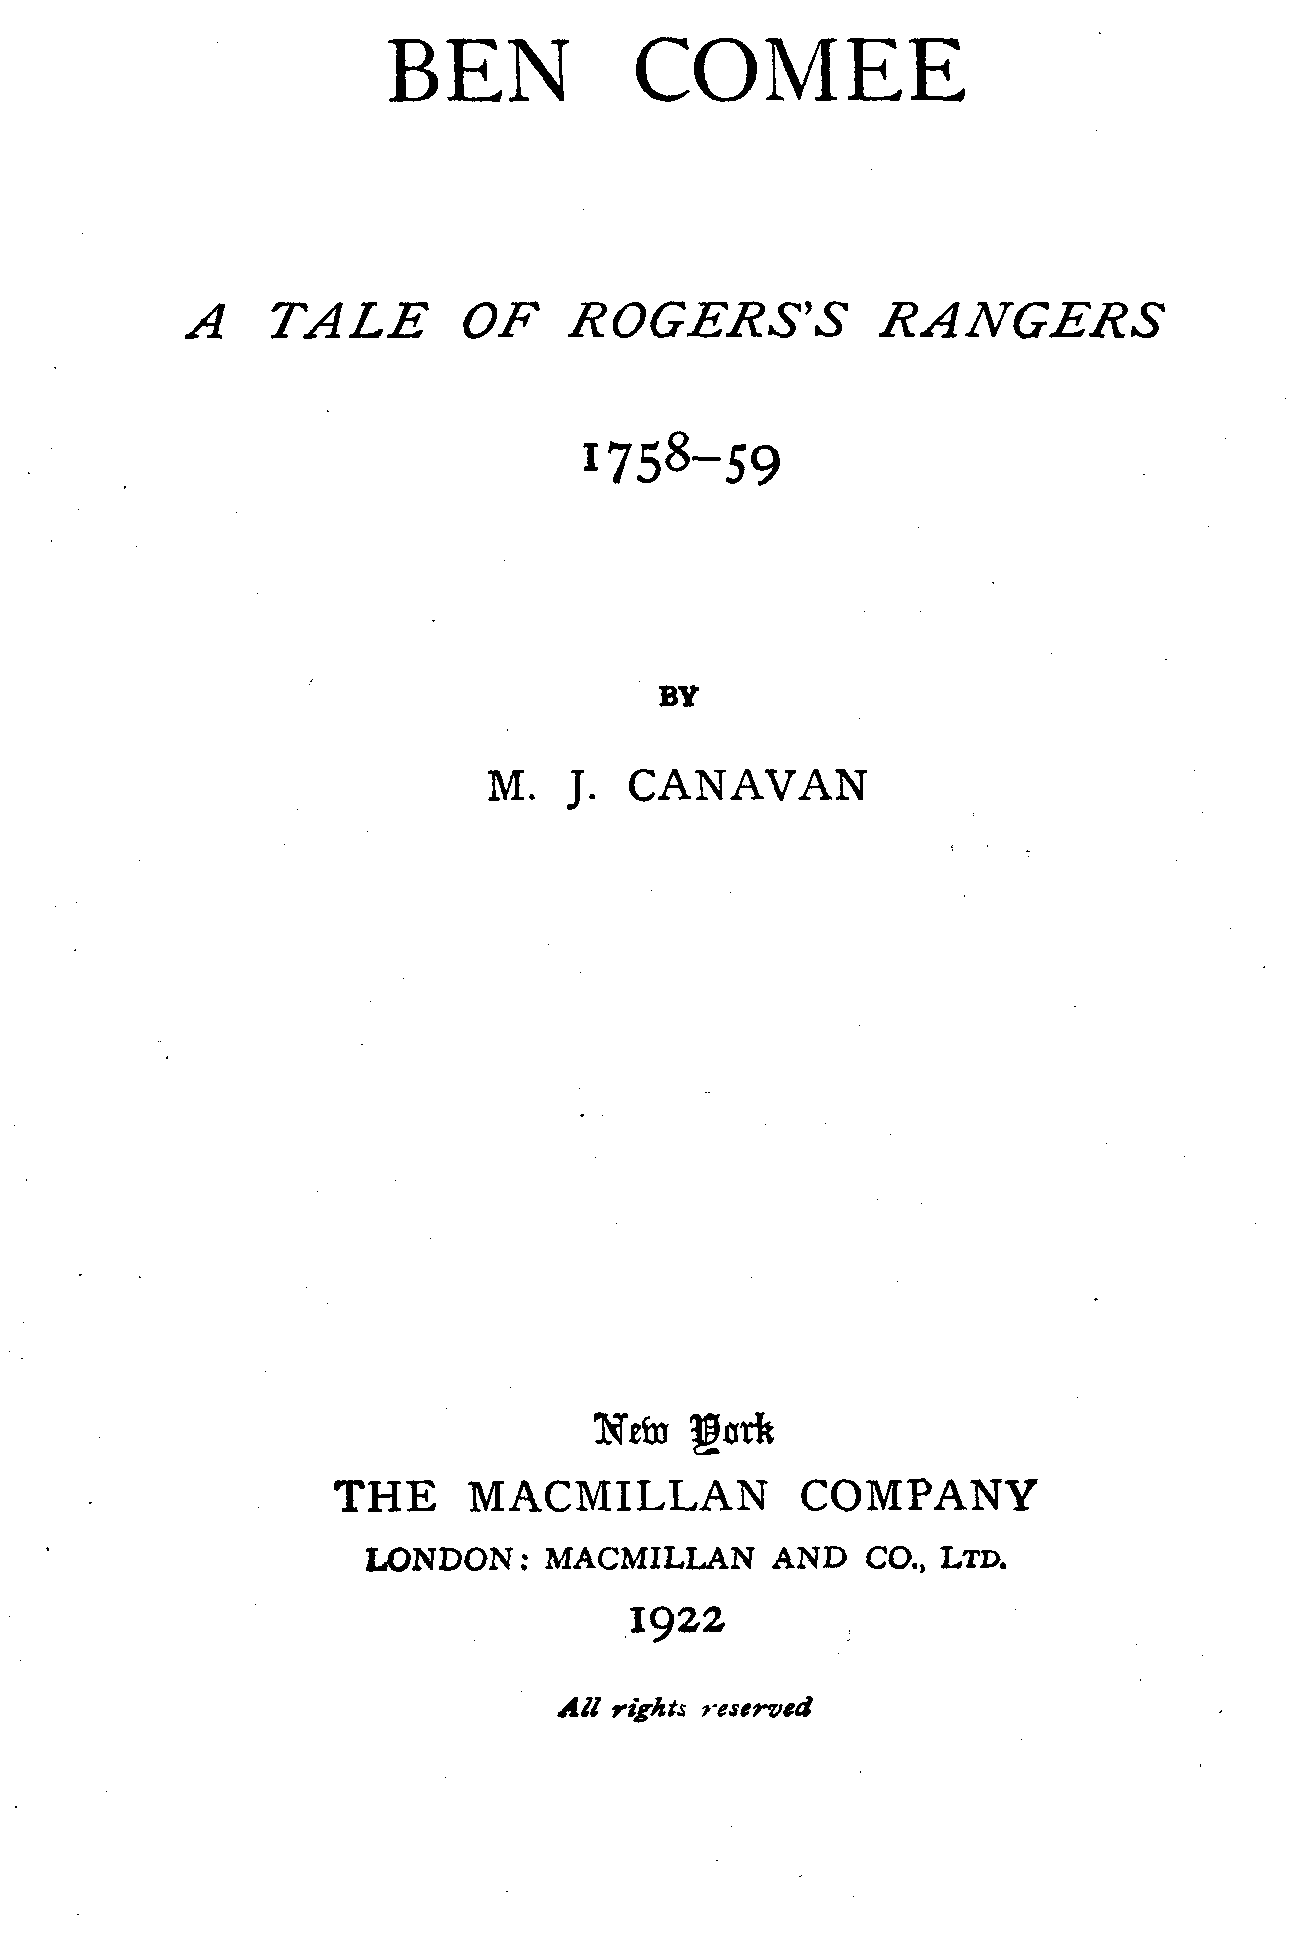 BEN COMEE
A TALE OF ROGERS'S RANGERS
1758–59
BY
M. J. CANAVAN
New York
THE MACMILLAN COMPANY
LONDON: MACMILLAN AND CO., LTD.
1922
All rights reserved